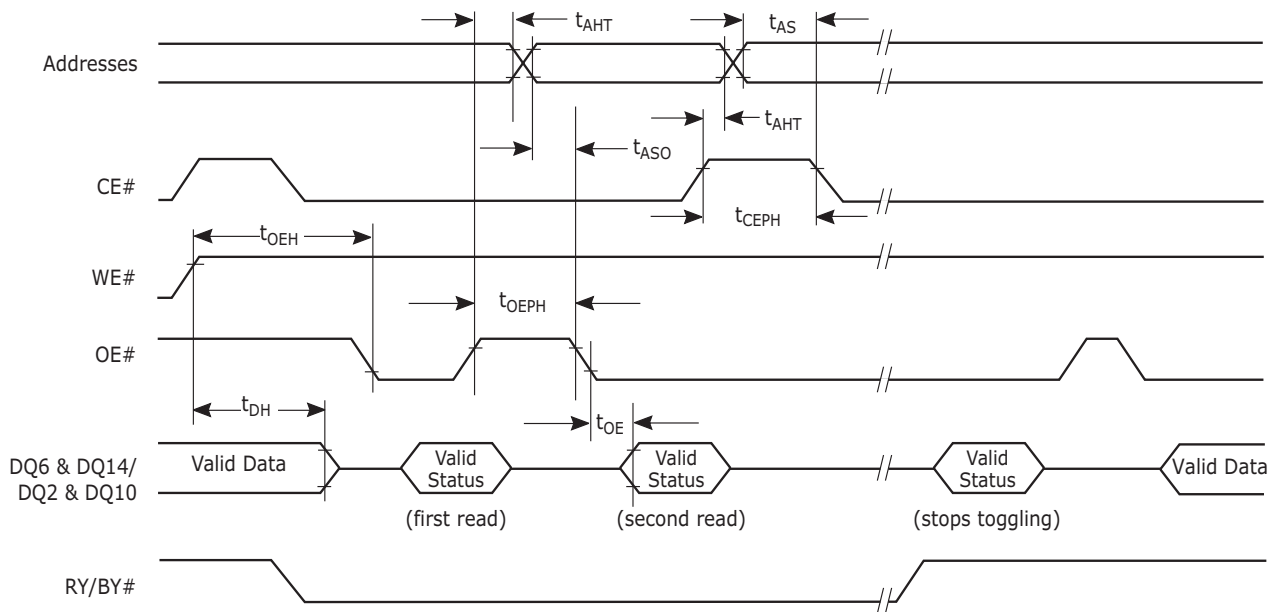 tAHT
tAS
Addresses
tAHT
tASO
CE#
tCEPH
tOEH
WE#
tOEPH
OE#
tDH
tOE
DQ6 & DQ14/
DQ2 & DQ10
Valid Data
Valid
Status
Valid
Status
Valid
Status
Valid Data
(first read)
(second read)
(stops toggling)
RY/BY#